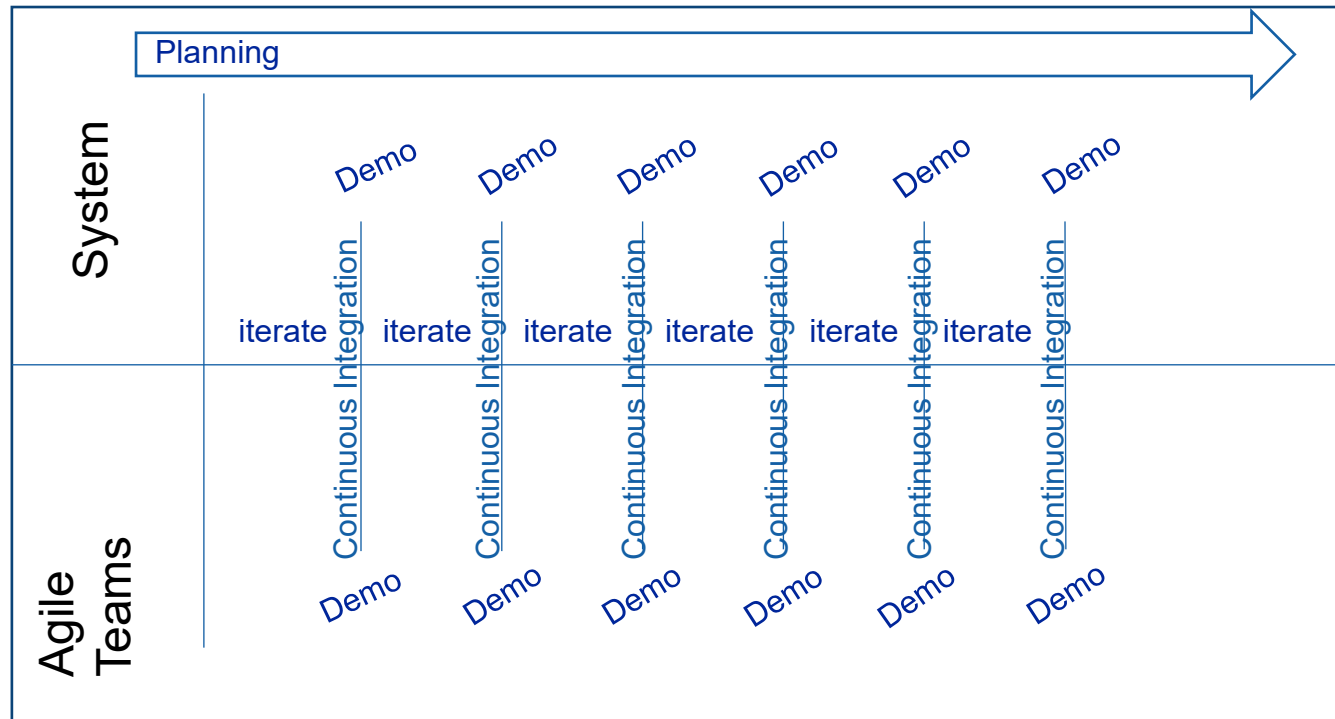 Planning
System
Demo
Demo
Demo
Demo
Demo
Demo
Continuous Integration
Continuous Integration
Continuous Integration
Continuous Integration
Continuous Integration
Continuous Integration
iterate
iterate
iterate
iterate
iterate
iterate
Agile
Teams
Demo
Demo
Demo
Demo
Demo
Demo